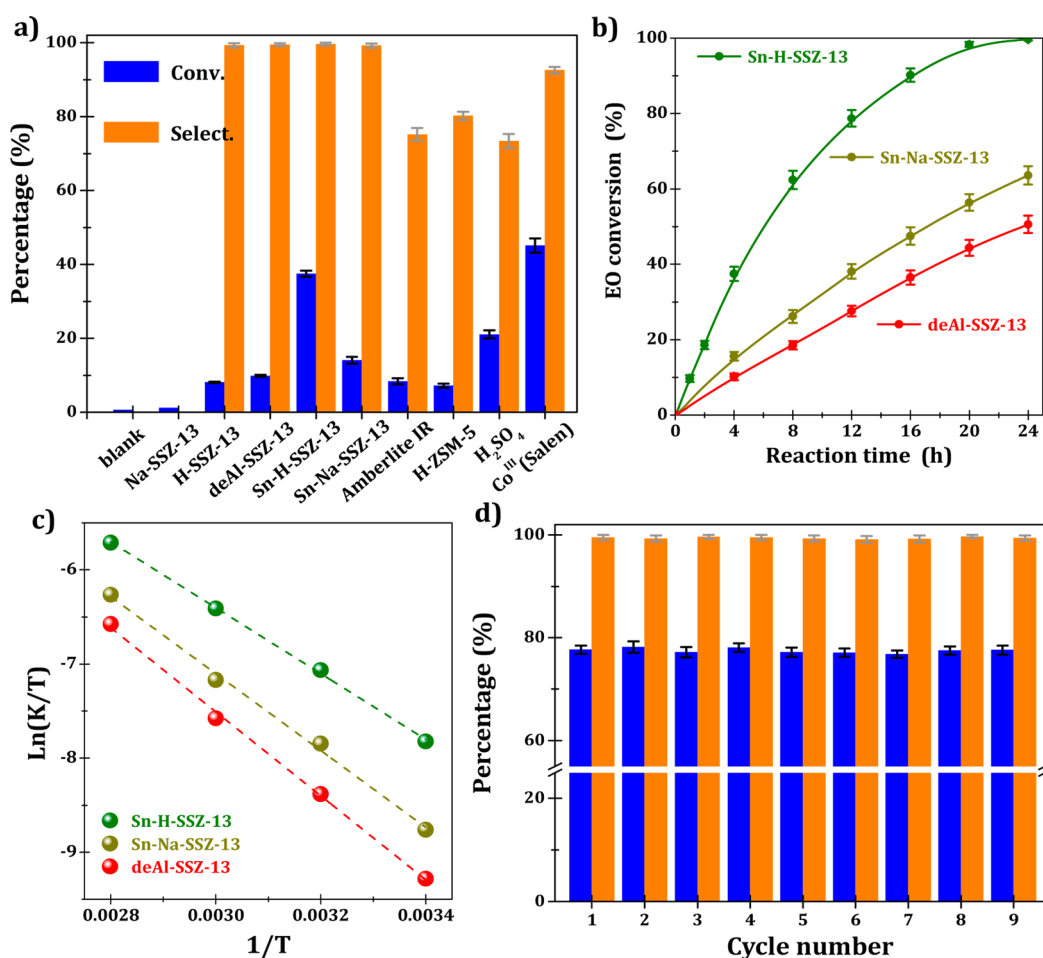 a)
Percentage (%)
100
80
60
40
20
0
Conv.
Select.
blank
Na-SSZ-13
H-SSZ-13
deAl-SSZ-13
Sn-H-SSZ-13
Sn-Na-SSZ-13
Amberlite IR
H-ZSM-5
H₂SO₄
Coᴵᴵᴵ (Salen)
b)
EO conversion (%)
100
80
60
40
20
0
Sn-H-SSZ-13
Sn-Na-SSZ-13
deAl-SSZ-13
0 4 8 12 16 20 24
Reaction time (h)
c)
Ln(K/T)
-6
-7
-8
-9
Sn-H-SSZ-13
Sn-Na-SSZ-13
deAl-SSZ-13
0.0028 0.0030 0.0032 0.0034
1/T
d)
Percentage (%)
100
80
60
20
0
1 2 3 4 5 6 7 8 9
Cycle number